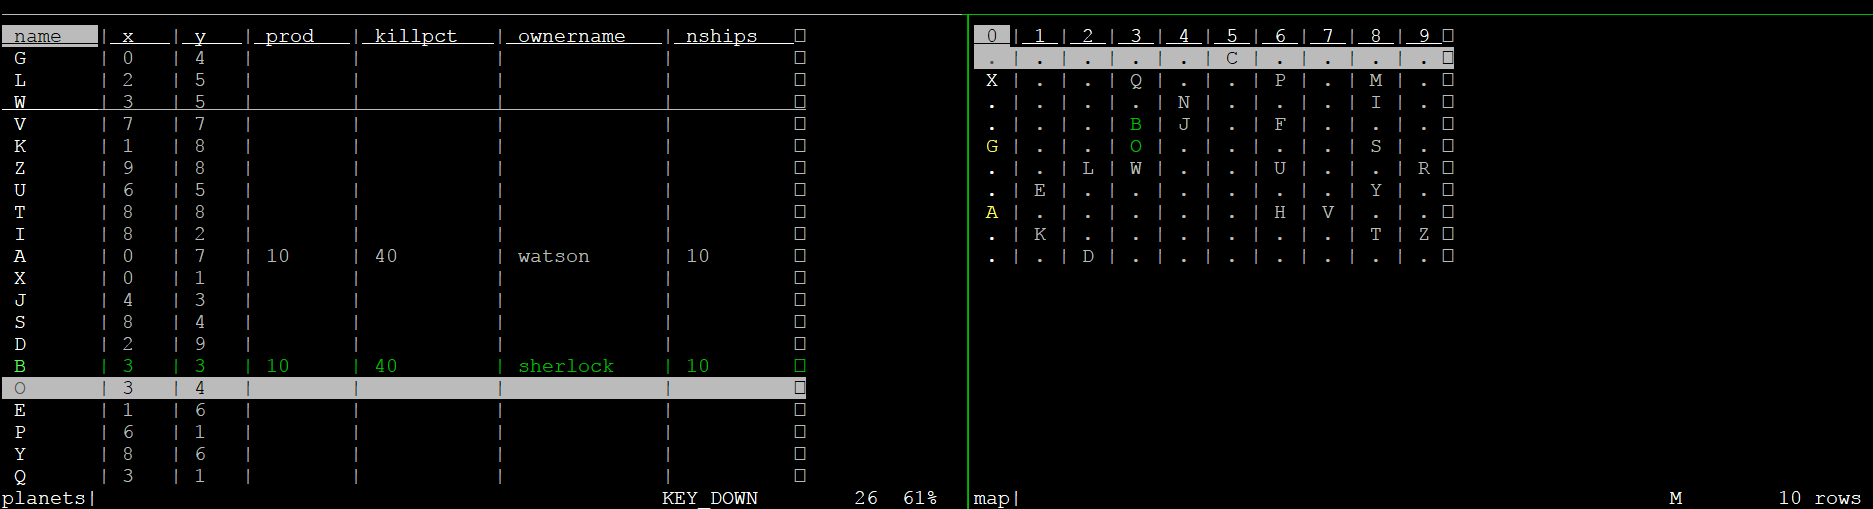 name | x | y | prod | killpct | ownername | nships
G | 0 | 4 | | | |
L | 2 | 5 | | | |
W | 3 | 5 | | | |
V | 7 | 7 | | | |
K | 1 | 8 | | | |
Z | 9 | 8 | | | |
U | 6 | 5 | | | |
T | 8 | 8 | | | |
I | 8 | 2 | | | |
A | 0 | 7 | 10 | 40 | watson | 10
X | 0 | 1 | | | |
J | 4 | 3 | | | |
S | 8 | 4 | | | |
D | 2 | 9 | | | |
B | 3 | 3 | 10 | 40 | sherlock | 10
O | 3 | 4 | | | |
E | 1 | 6 | | | |
P | 6 | 1 | | | |
Y | 8 | 6 | | | |
Q | 3 | 1 | | | |
planets| KEY_DOWN 26 61%
0 | 1 | 2 | 3 | 4 | 5 | 6 | 7 | 8 | 9
. | . | . | . | . | C | . | . | . | .
X | . | . | Q | . | . | P | . | M | .
. | . | . | . | N | . | . | . | I | .
. | . | . | B | J | . | F | . | . | .
G | . | . | O | . | . | . | . | S | .
. | . | L | W | . | . | U | . | . | R
. | E | . | . | . | . | . | . | Y | .
A | . | . | . | . | . | H | V | . | .
. | K | . | . | . | . | . | . | T | Z
. | . | D | . | . | . | . | . | . | .
map| M 10 rows